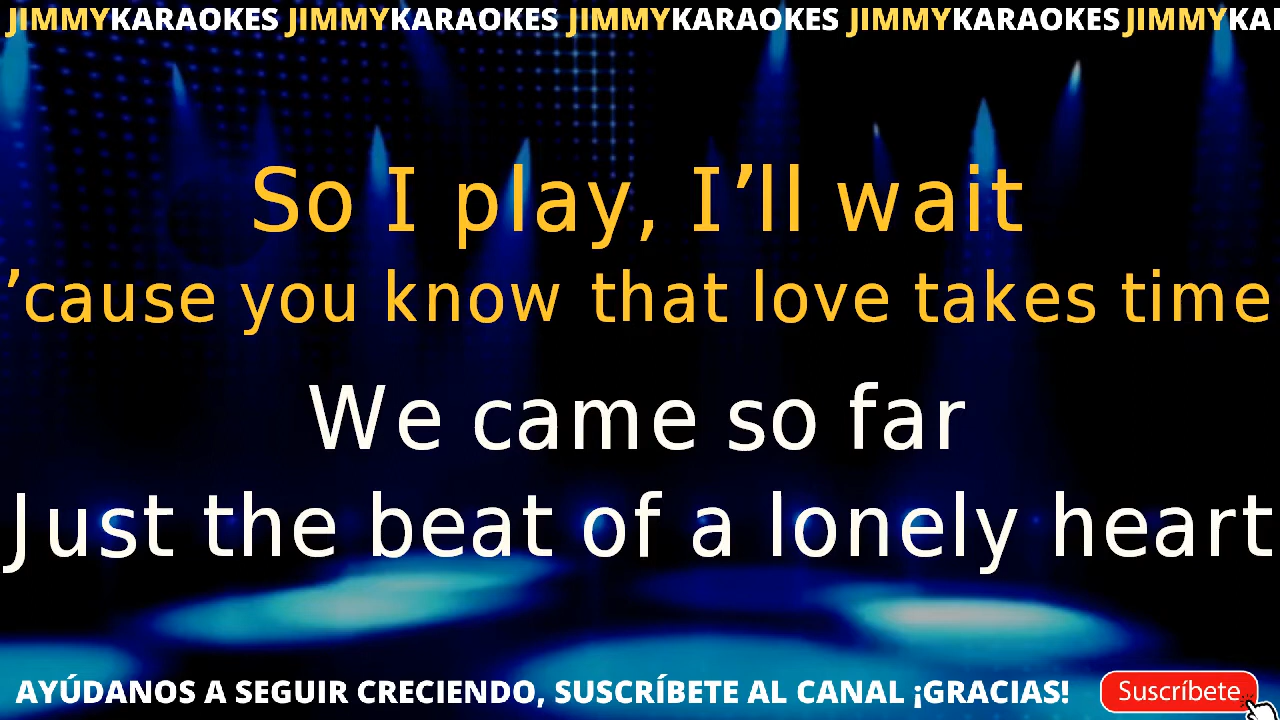 JIMMYKARAOKES JIMMYKARAOKES JIMMYKARAOKES JIMMYKARAOKES JIMMYKA
So I play, I’ll wait
’cause you know that love takes time
We came so far
Just the beat of a lonely heart
AYÚDANOS A SEGUIR CRECIENDO, SUSCRÍBETE AL CANAL ¡GRACIAS! Suscríbete